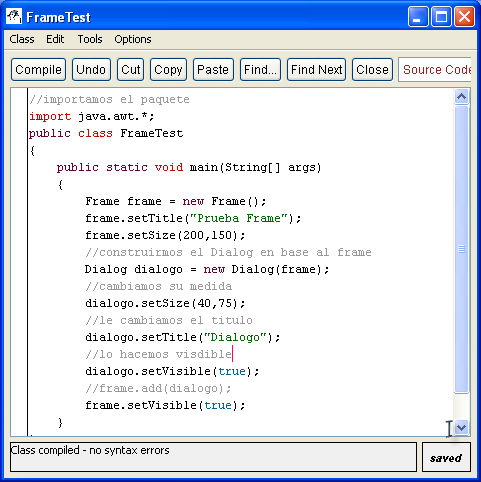 FrameTest
Class Edit Tools Options
Compile Undo Cut Copy Paste Find... Find Next Close Source Code
//importamos el paquete
import java.awt.*;
public class FrameTest
{
public static void main(String[] args)
{
Frame frame = new Frame();
frame.setTitle("Prueba Frame");
frame.setSize(200,150);
//construirmos el Dialog en base al frame
Dialog dialogo = new Dialog(frame);
//cambiamos su medida
dialogo.setSize(40,75);
//le cambiamos el titulo
dialogo.setTitle("Dialogo");
//lo hacemos visdible
dialogo.setVisible(true);
//frame.add(dialogo);
frame.setVisible(true);
}
Class compiled - no syntax errors
saved